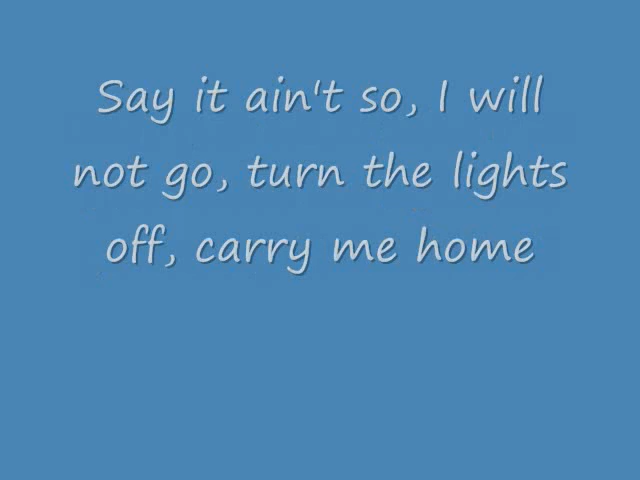 Say it ain't so, I will
not go, turn the lights
off, carry me home